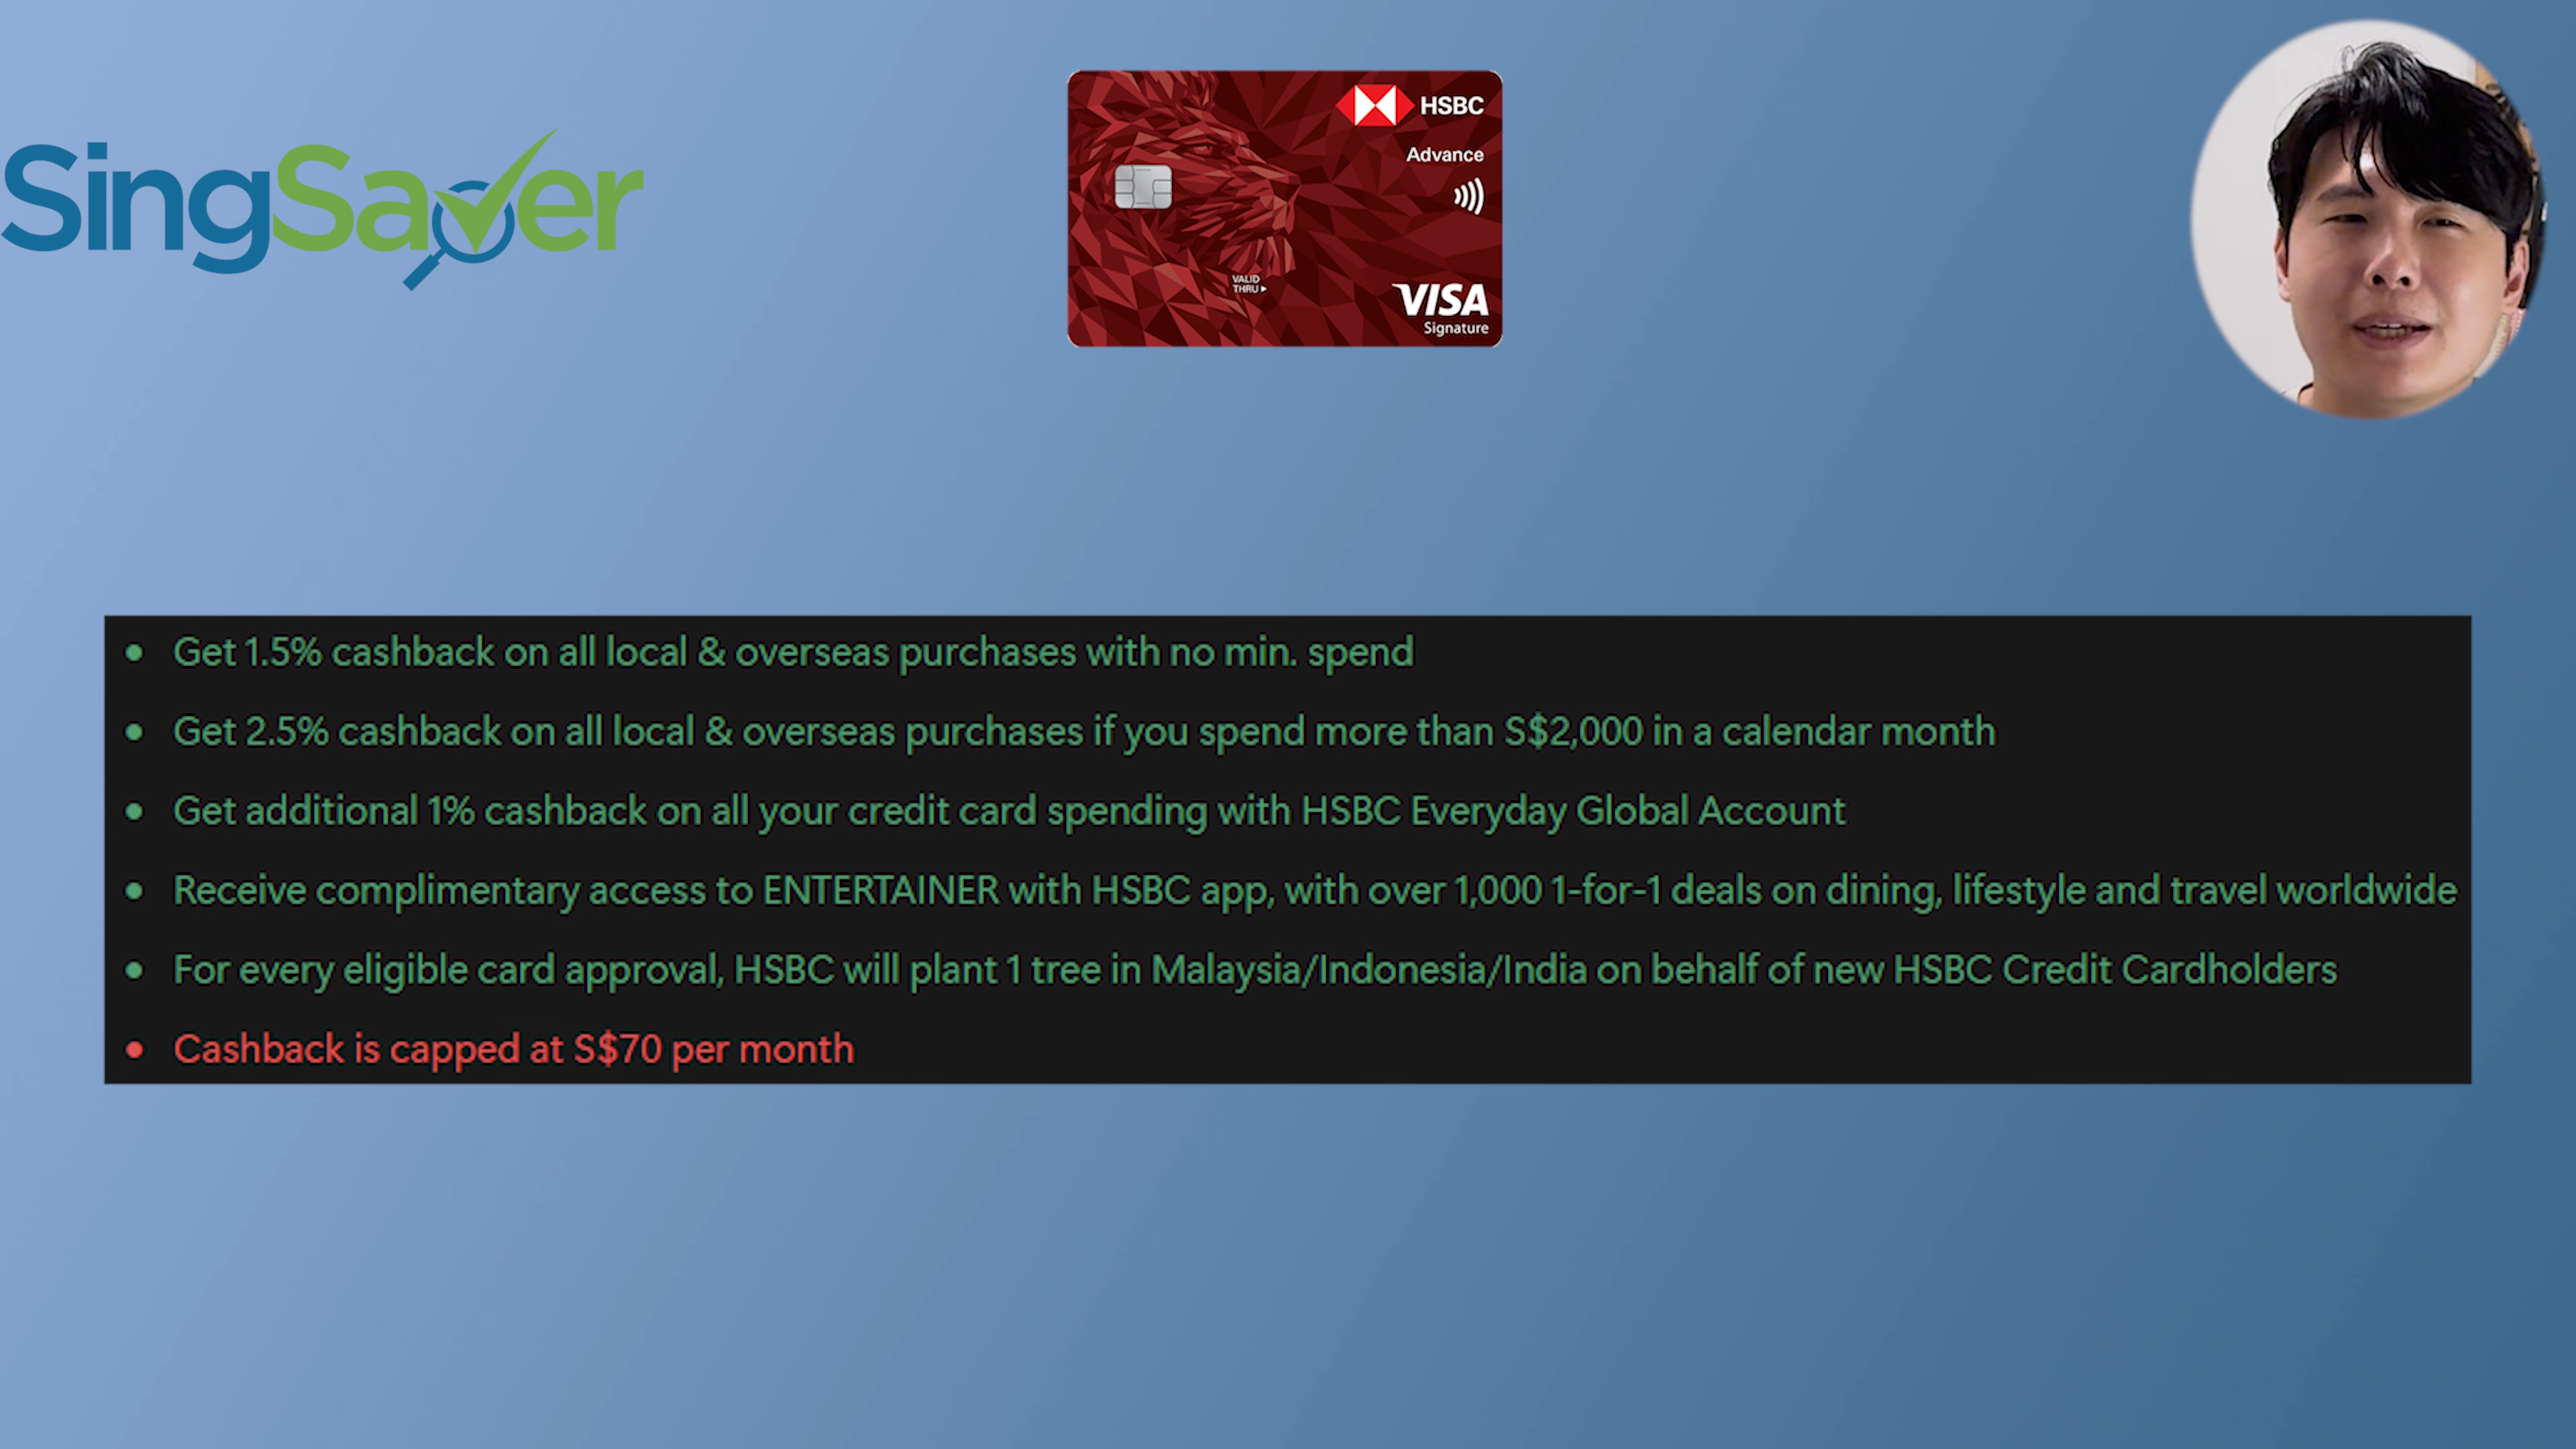 SingSaver
HSBC
Advance
VALID
THRU
VISA
Signature
Get 1.5% cashback on all local & overseas purchases with no min. spend
Get 2.5% cashback on all local & overseas purchases if you spend more than S$2,000 in a calendar month
Get additional 1% cashback on all your credit card spending with HSBC Everyday Global Account
Receive complimentary access to ENTERTAINER with HSBC app, with over 1,000 1-for-1 deals on dining, lifestyle and travel worldwide
For every eligible card approval, HSBC will plant 1 tree in Malaysia/Indonesia/India on behalf of new HSBC Credit Cardholders
Cashback is capped at S$70 per month